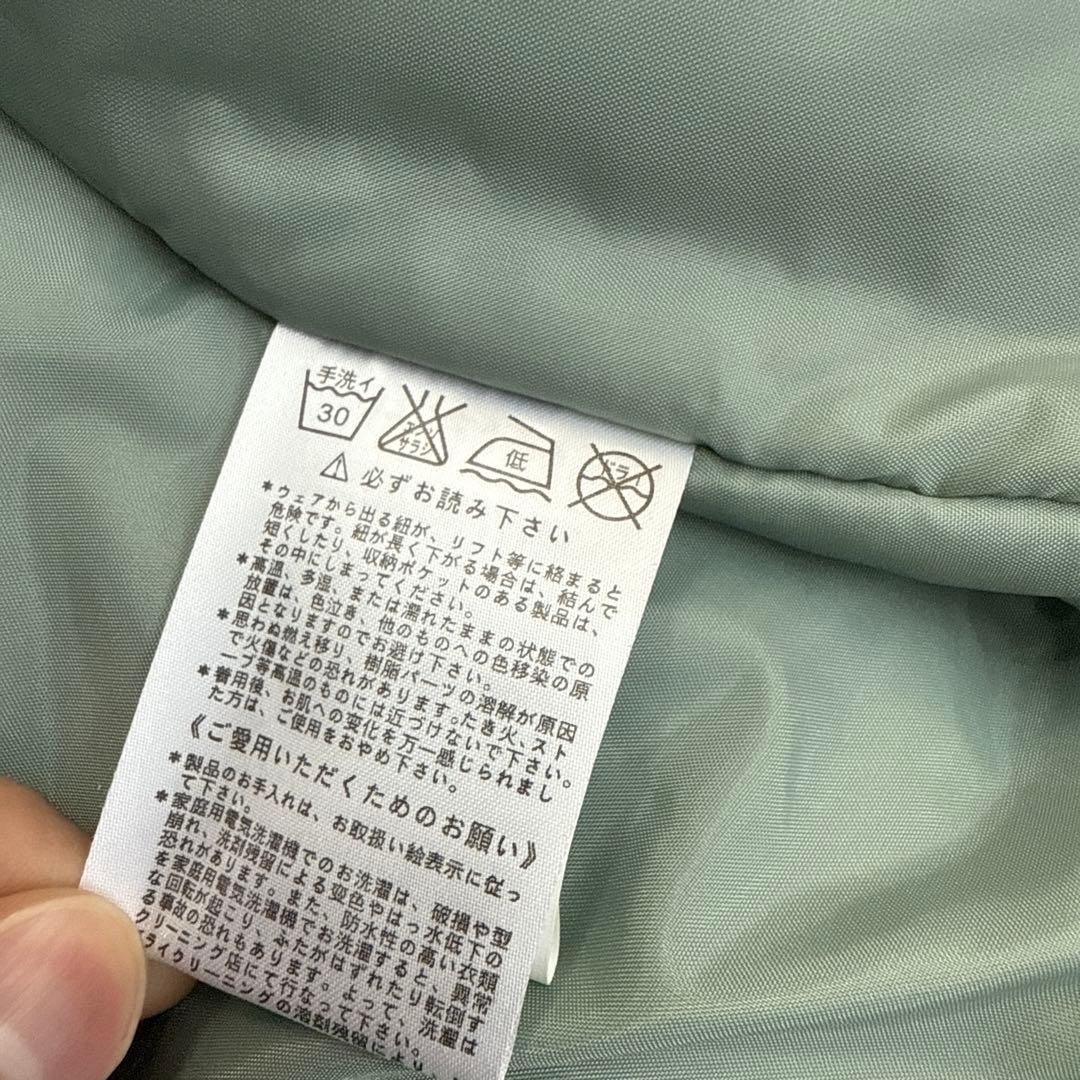 手洗イ
30
エンソ
サラシ
低
ドライ
必ずお読み下さい
*ウェアから出る紐が、リフト等に絡まると
危険です。紐が長く下がる場合は、結んで
短くしたり、収納ポケットのある製品は、
その中にしまってください。
*高温、多湿、または濡れたままの状態での
放置は、色泣き、他のものへの色移染の原
因となりますのでお避け下さい。
*思わぬ燃え移り、樹脂パーツの溶解が原因
で火傷などの恐れがあります。たき火、スト
ーブ等高温のものには近づけないで下さい。
*着用後、お肌への変化を万一感じられまし
た方は、ご使用をおやめ下さい。
《ご愛用いただくためのお願い》
*製品のお手入れは、お取扱い絵表示に従っ
て下さい。
*家庭用電気洗濯機でのお洗濯は、破損や型
崩れ、洗剤残留による変色やはっ水低下の
恐れがあります。また、防水性の高い衣類
を家庭用電気洗濯機でお洗濯すると、異常
な回転が起こり、ふたがはずれたり転倒す
る事故の恐れもあります。よって、洗濯は
クリーニング店にて行なって下さい。
ライクリーニングの溶剤残留により、